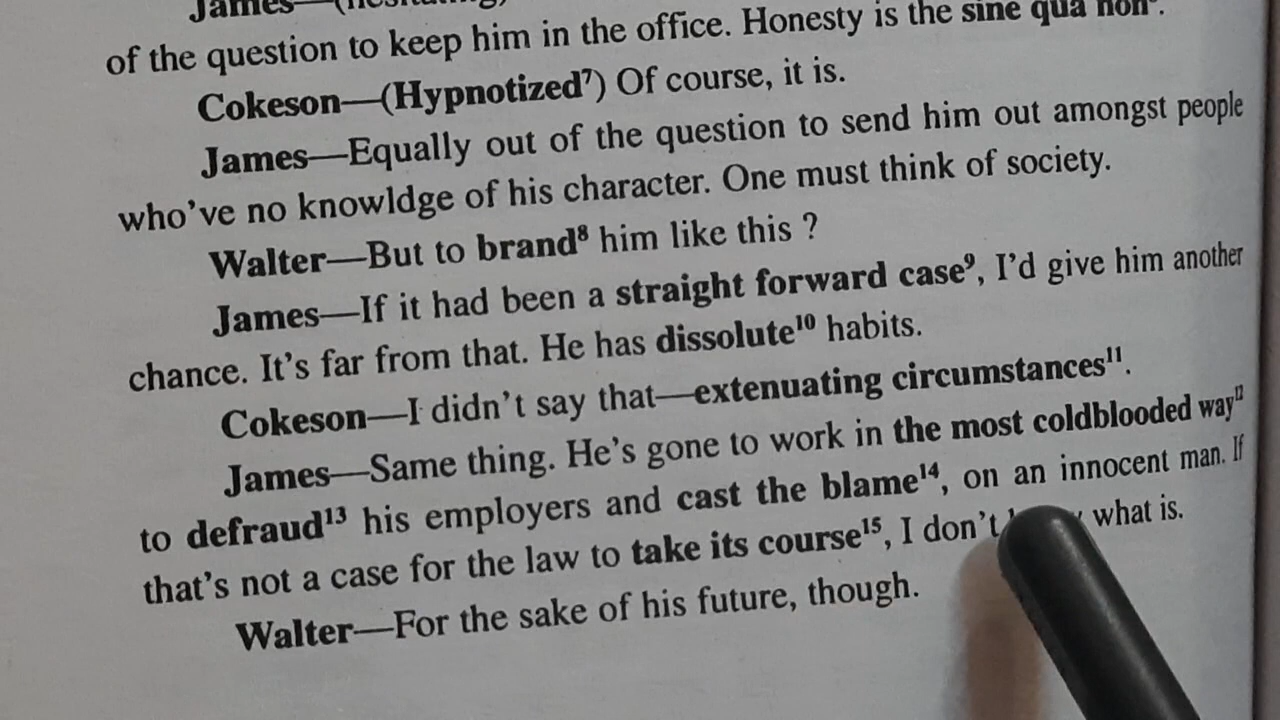 James—(hesitating)
of the question to keep him in the office. Honesty is the sine qua non⁶.
Cokeson—(Hypnotized⁷) Of course, it is.
James—Equally out of the question to send him out amongst people
who've no knowldge of his character. One must think of society.
Walter—But to brand⁸ him like this ?
James—If it had been a straight forward case⁹, I'd give him another
chance. It's far from that. He has dissolute¹⁰ habits.
Cokeson—I didn't say that—extenuating circumstances¹¹.
James—Same thing. He's gone to work in the most coldblooded way¹²
to defraud¹³ his employers and cast the blame¹⁴, on an innocent man. If
that's not a case for the law to take its course¹⁵, I don't what is.
Walter—For the sake of his future, though.